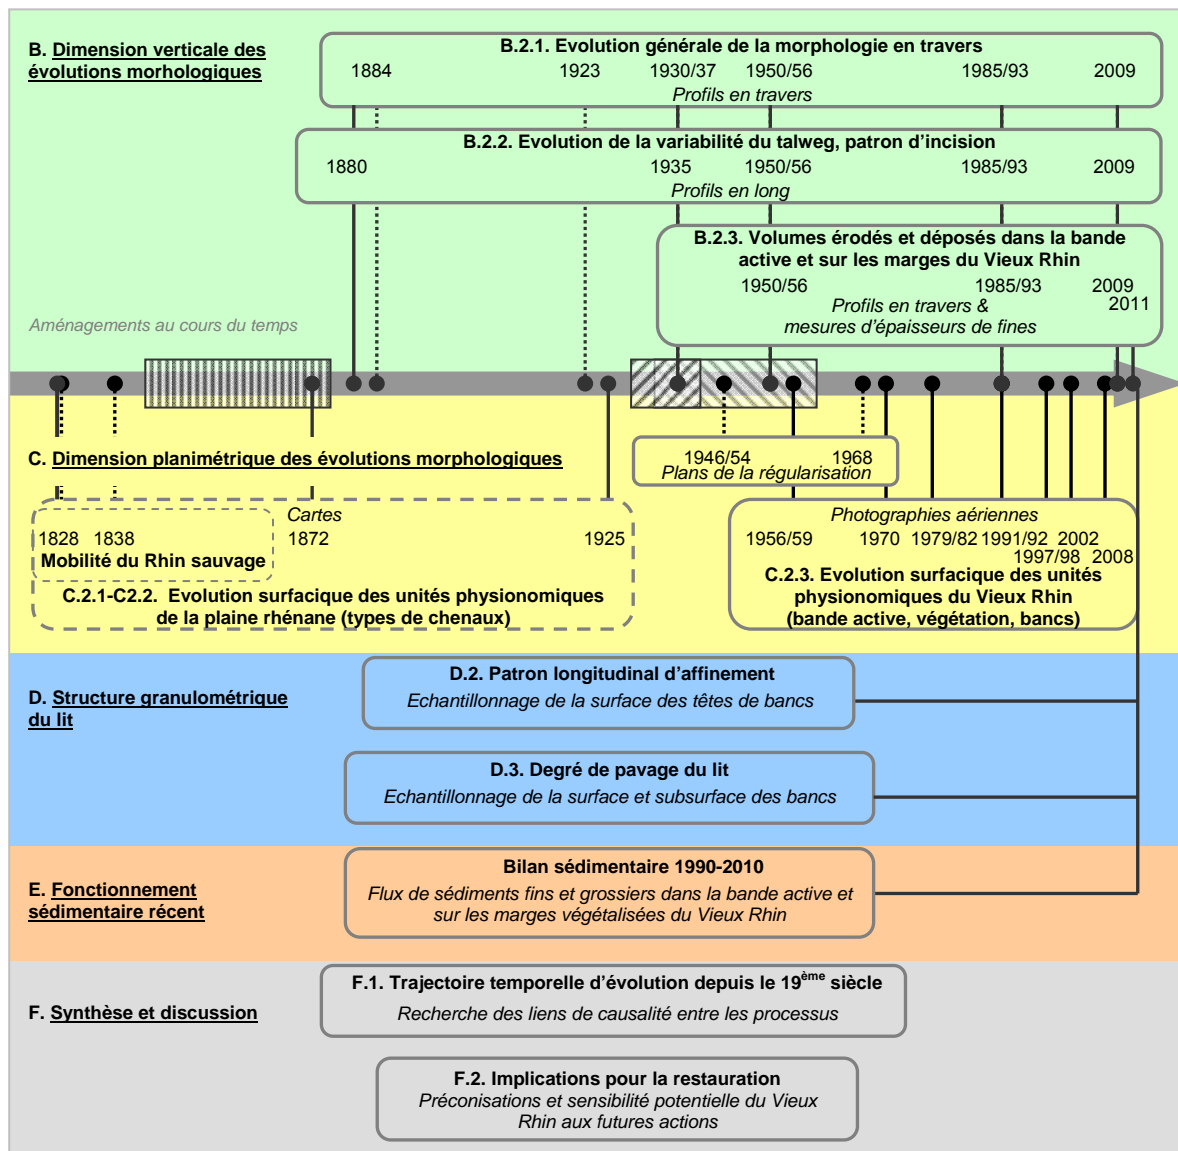 B. Dimension verticale des
évolutions morhologiques
B.2.1. Evolution générale de la morphologie en travers
1884 1923 1930/37 1950/56 1985/93 2009
Profils en travers
B.2.2. Evolution de la variabilité du talweg, patron d'incision
1880 1935 1950/56 1985/93 2009
Profils en long
B.2.3. Volumes érodés et déposés dans la bande
active et sur les marges du Vieux Rhin
1950/56 1985/93 2009
2011
Profils en travers &
mesures d'épaisseurs de fines
Aménagements au cours du temps
C. Dimension planimétrique des évolutions morphologiques
1946/54 1968
Plans de la régularisation
Cartes
1828 1838 1872 1925
Mobilité du Rhin sauvage
C.2.1-C2.2. Evolution surfacique des unités physionomiques
de la plaine rhénane (types de chenaux)
Photographies aériennes
1956/59 1970 1979/82 1991/92 2002
1997/98 2008
C.2.3. Evolution surfacique des unités
physionomiques du Vieux Rhin
(bande active, végétation, bancs)
D. Structure granulométrique
du lit
D.2. Patron longitudinal d'affinement
Echantillonnage de la surface des têtes de bancs
D.3. Degré de pavage du lit
Echantillonnage de la surface et subsurface des bancs
E. Fonctionnement
sédimentaire récent
Bilan sédimentaire 1990-2010
Flux de sédiments fins et grossiers dans la bande active et
sur les marges végétalisées du Vieux Rhin
F. Synthèse et discussion
F.1. Trajectoire temporelle d'évolution depuis le 19ème siècle
Recherche des liens de causalité entre les processus
F.2. Implications pour la restauration
Préconisations et sensibilité potentielle du Vieux
Rhin aux futures actions